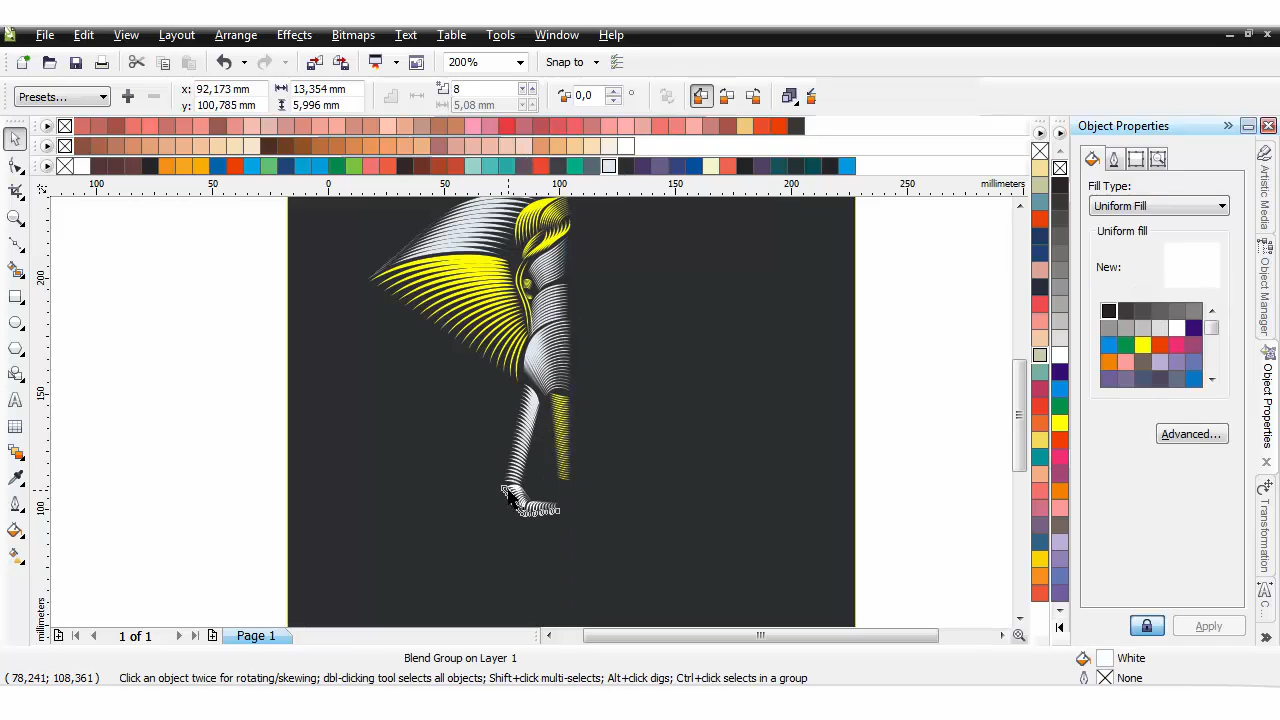 File Edit View Layout Arrange Effects Bitmaps Text Table Tools Window Help
200% Snap to
Presets... x: 92,173 mm 13,354 mm 8 0,0 °
y: 100,785 mm 5,996 mm 5,08 mm
Object Properties
100 50 0 50 100 150 200 250 millimeters
Fill Type:
Uniform Fill
Uniform fill
New:
Advanced...
Apply
Artistic Media
Object Manager
Object Properties
Transformation
C...
200
150
100
millimeters
1 of 1 Page 1
Blend Group on Layer 1 White
( 78,241; 108,361 ) Click an object twice for rotating/skewing; dbl-clicking tool selects all objects; Shift+click multi-selects; Alt+click digs; Ctrl+click selects in a group None